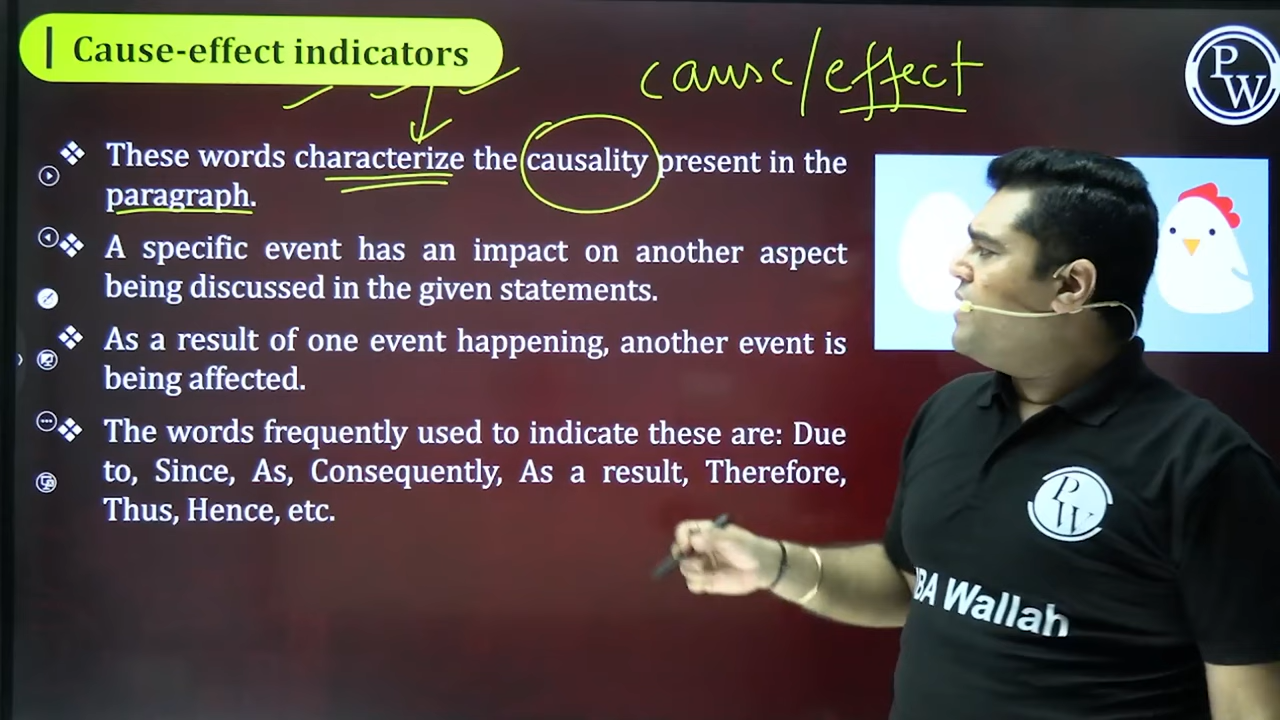 Cause-effect indicators
cause/effect
PW
These words characterize the causality present in the
paragraph.
A specific event has an impact on another aspect
being discussed in the given statements.
As a result of one event happening, another event is
being affected.
The words frequently used to indicate these are: Due
to, Since, As, Consequently, As a result, Therefore,
Thus, Hence, etc.
PW
BA Wallah